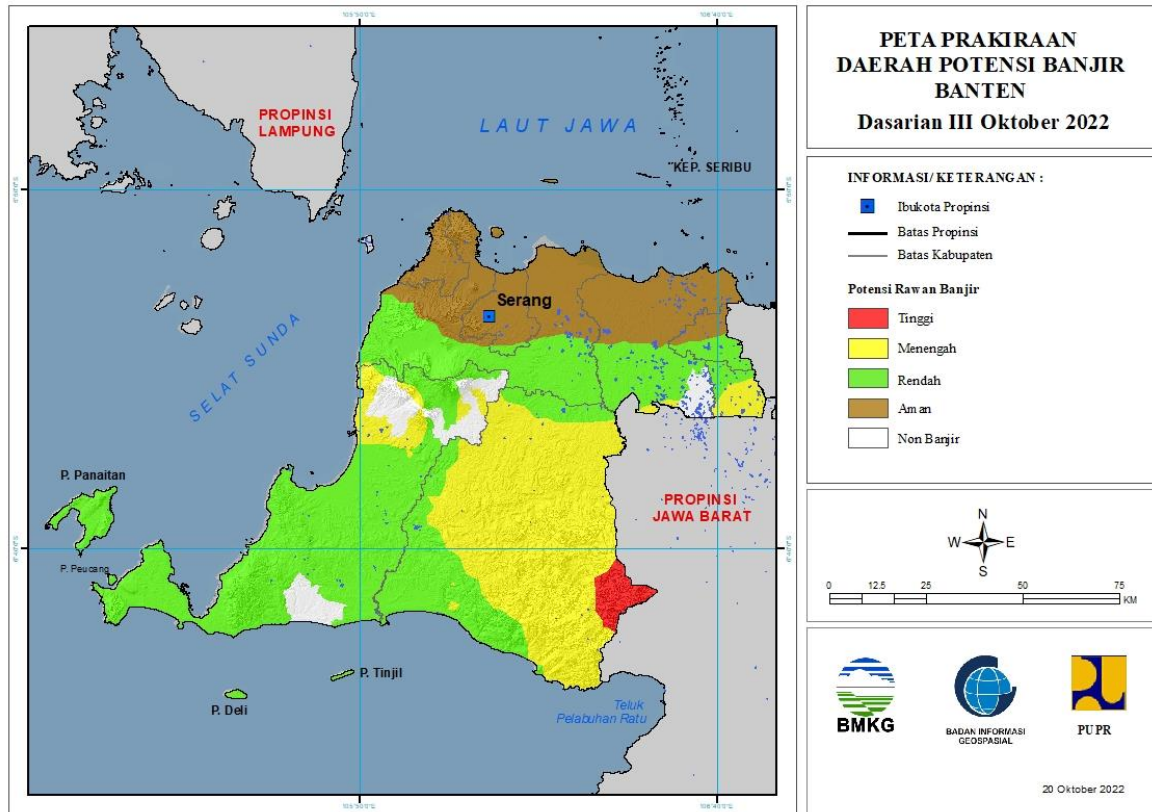 PETA PRAKIRAAN
DAERAH POTENSI BANJIR
BANTEN
Dasarian III Oktober 2022
INFORMASI/ KETERANGAN :
Ibukota Propinsi
Batas Propinsi
Batas Kabupaten
Potensi Rawan Banjir
Tinggi
Menengah
Rendah
Aman
Non Banjir
N
W E
S
0 12.5 25 50 75
KM
BMKG
BADAN INFORMASI
GEOSPASIAL
PUPR
20 Oktober 2022
PROPINSI
LAMPUNG
LAUT JAWA
KEP. SERIBU
Serang
SELAT SUNDA
P. Panaitan
P. Peucang
PROPINSI
JAWA BARAT
P. Tinjil
P. Deli
Teluk
Pelabuhan Ratu